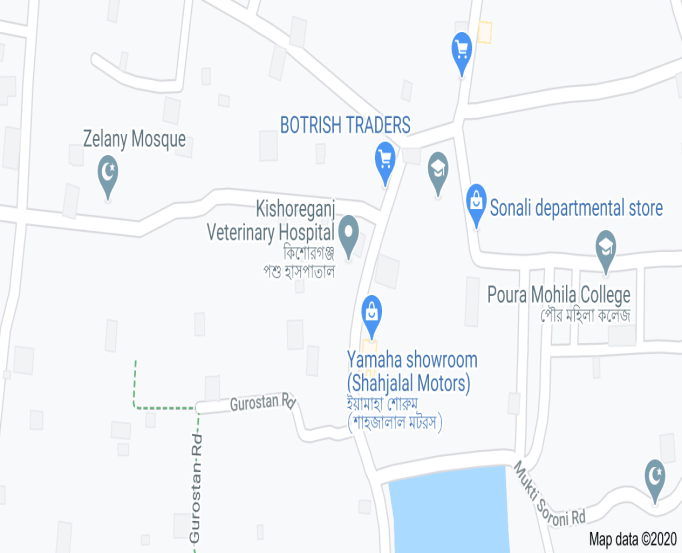 BOTRISH TRADERS
Zelany Mosque
Kishoreganj
Veterinary Hospital
কিশোরগঞ্জ
পশু হাসপাতাল
Sonali departmental store
Poura Mohila College
পৌর মহিলা কলেজ
Yamaha showroom
(Shahjalal Motors)
ইয়ামাহা শোরুম
(শাহজালাল মটরস)
Gurostan Rd
Gurostan Rd
Mukti Soroni Rd
Map data ©2020